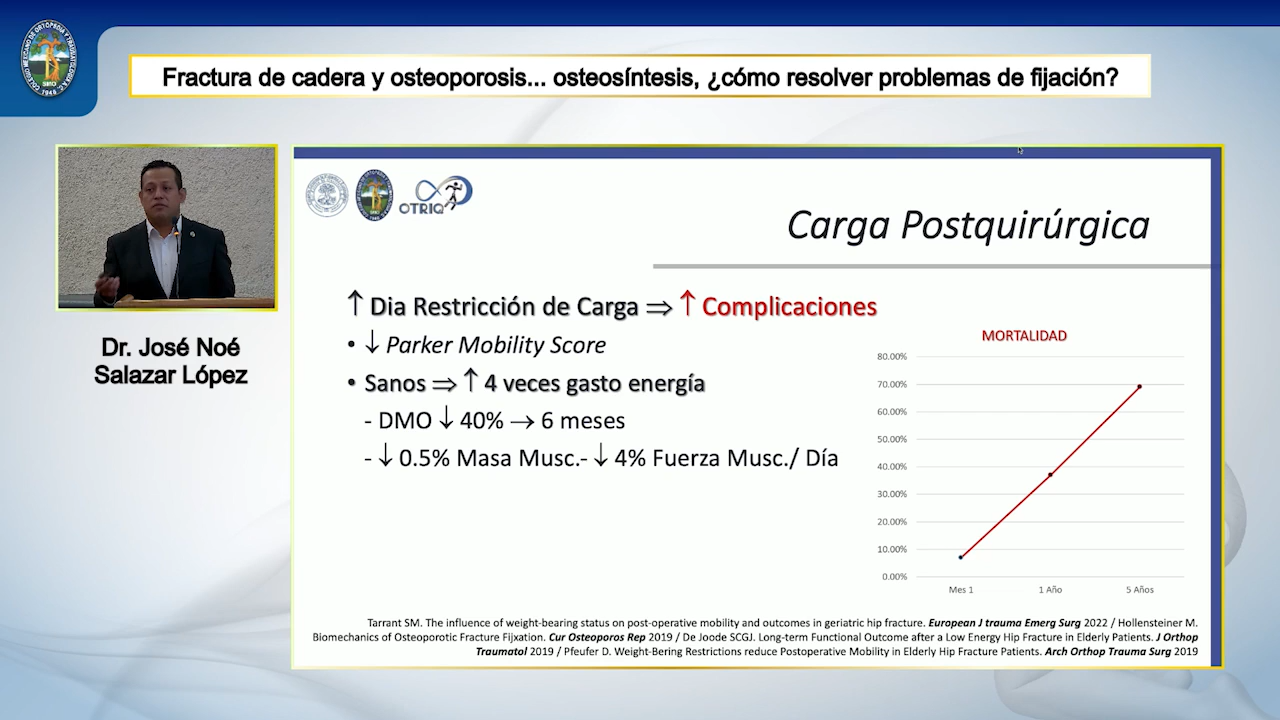 Fractura de cadera y osteoporosis... osteosíntesis, ¿cómo resolver problemas de fijación?
SMO
1946
Dr. José Noé
Salazar López
SMO
OTRIQ
Carga Postquirúrgica
↑ Dia Restricción de Carga ⇒ ↑ Complicaciones
• ↓ Parker Mobility Score
• Sanos ⇒ ↑ 4 veces gasto energía
- DMO ↓ 40% → 6 meses
- ↓ 0.5% Masa Musc.- ↓ 4% Fuerza Musc./ Día
MORTALIDAD
80.00%
70.00%
60.00%
50.00%
40.00%
30.00%
20.00%
10.00%
0.00%
Mes 1 1 Año 5 Años
Tarrant SM. The influence of weight-bearing status on post-operative mobility and outcomes in geriatric hip fracture. European J trauma Emerg Surg 2022 / Hollensteiner M.
Biomechanics of Osteoporotic Fracture Fijxation. Cur Osteoporos Rep 2019 / De Joode SCGJ. Long-term Functional Outcome after a Low Energy Hip Fracture in Elderly Patients. J Orthop
Traumatol 2019 / Pfeufer D. Weight-Bering Restrictions reduce Postoperative Mobility in Elderly Hip Fracture Patients. Arch Orthop Trauma Surg 2019